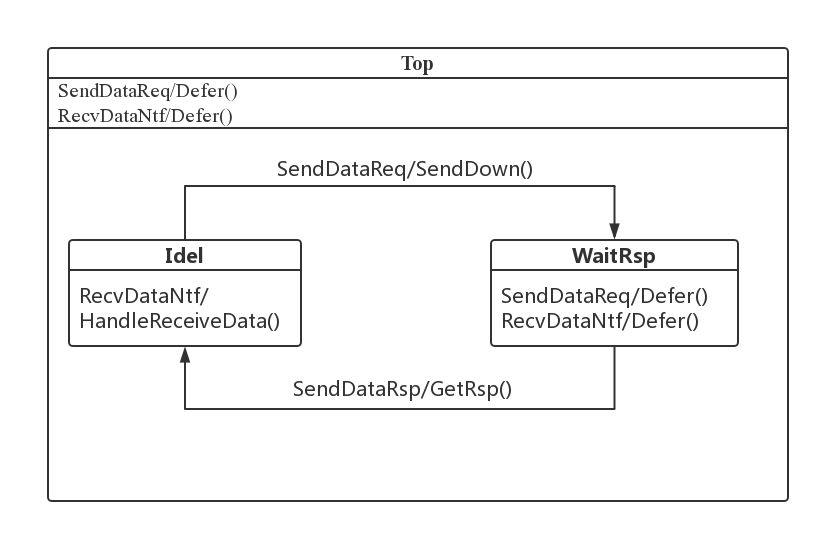 Top
SendDataReq/Defer()
RecvDataNtf/Defer()
SendDataReq/SendDown()
Idel
RecvDataNtf/
HandleReceiveData()
WaitRsp
SendDataReq/Defer()
RecvDataNtf/Defer()
SendDataRsp/GetRsp()